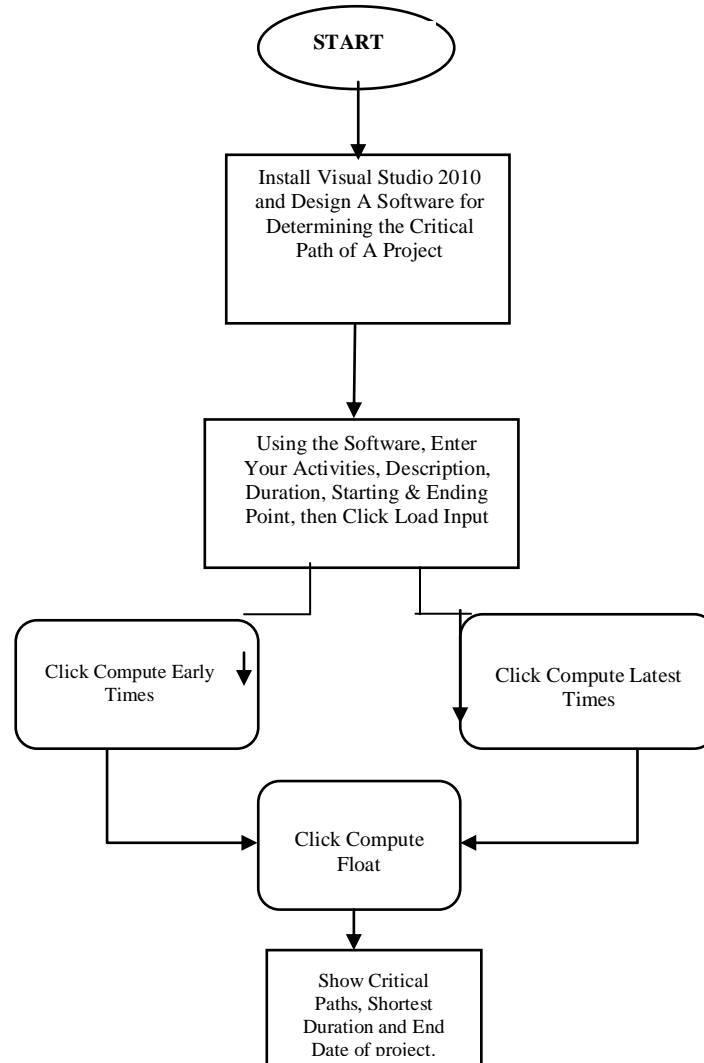 START
Install Visual Studio 2010
and Design A Software for
Determining the Critical
Path of A Project
Using the Software, Enter
Your Activities, Description,
Duration, Starting & Ending
Point, then Click Load Input
Click Compute Early
Times
Click Compute Latest
Times
Click Compute
Float
Show Critical
Paths, Shortest
Duration and End
Date of project.